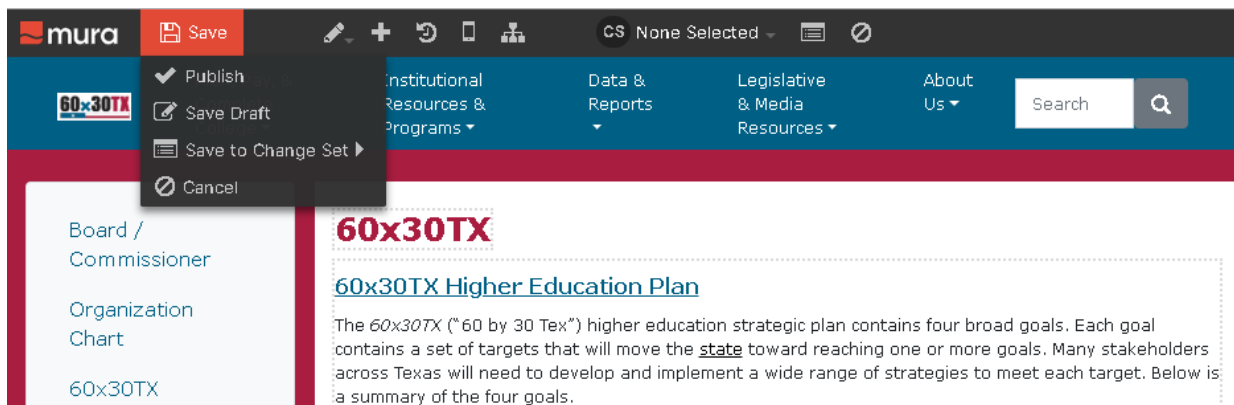 mura
Save
CS None Selected
Publish
Save Draft
Save to Change Set
Cancel
60x30TX
Institutional
Resources &
Programs
Data &
Reports
Legislative
& Media
Resources
About
Us
Search
Board /
Commissioner
Organization
Chart
60x30TX
60x30TX
60x30TX Higher Education Plan
The 60x30TX (“60 by 30 Tex”) higher education strategic plan contains four broad goals. Each goal
contains a set of targets that will move the state toward reaching one or more goals. Many stakeholders
across Texas will need to develop and implement a wide range of strategies to meet each target. Below is
a summary of the four goals.